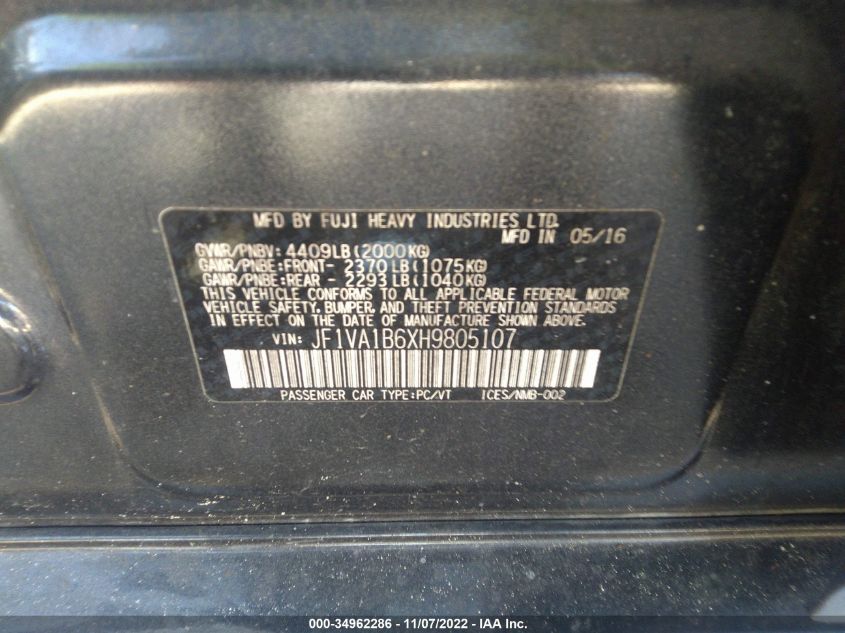 MFD BY FUJI HEAVY INDUSTRIES LTD.
MFD IN 05/16
GVWR/PNBV: 4409LB(2000KG)
GAWR/PNBE:FRONT- 2370LB(1075KG)
GAWR/PNBE:REAR - 2293LB(1040KG)
THIS VEHICLE CONFORMS TO ALL APPLICABLE FEDERAL MOTOR
VEHICLE SAFETY, BUMPER, AND THEFT PREVENTION STANDARDS
IN EFFECT ON THE DATE OF MANUFACTURE SHOWN ABOVE.
VIN: JF1VA1B6XH9805107
PASSENGER CAR TYPE:PC/VT ICES/NMB-002
000-34962286 - 11/07/2022 - IAA Inc.